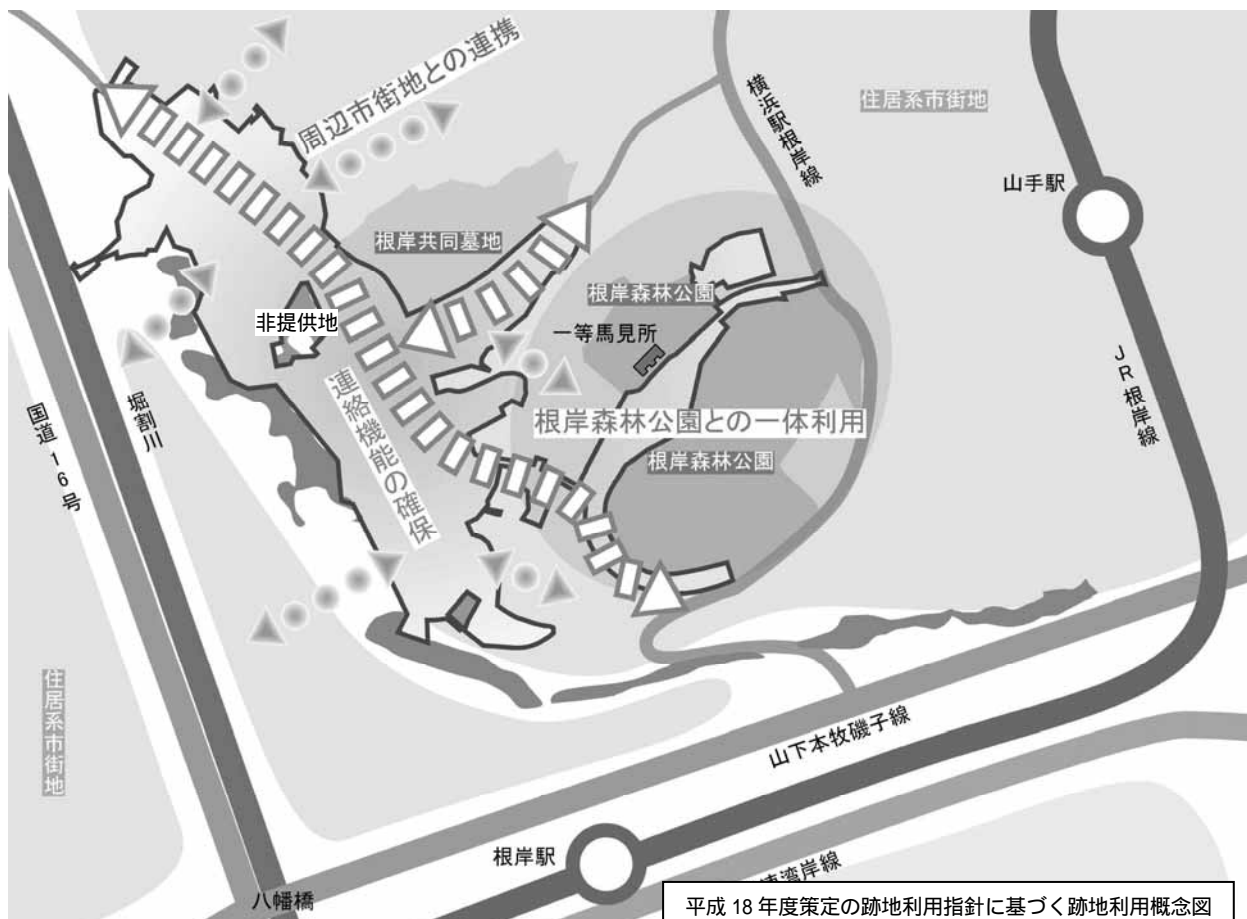 周辺市街地との連携
横浜駅根岸線
住居系市街地
山手駅
根岸共同墓地
根岸森林公園
非提供地
一等馬見所
JR根岸線
連絡機能の確保
根岸森林公園との一体利用
根岸森林公園
国道16号
堀割川
住居系市街地
山下本牧磯子線
根岸駅
湾岸線
八幡橋
平成 18 年度策定の跡地利用指針に基づく跡地利用概念図